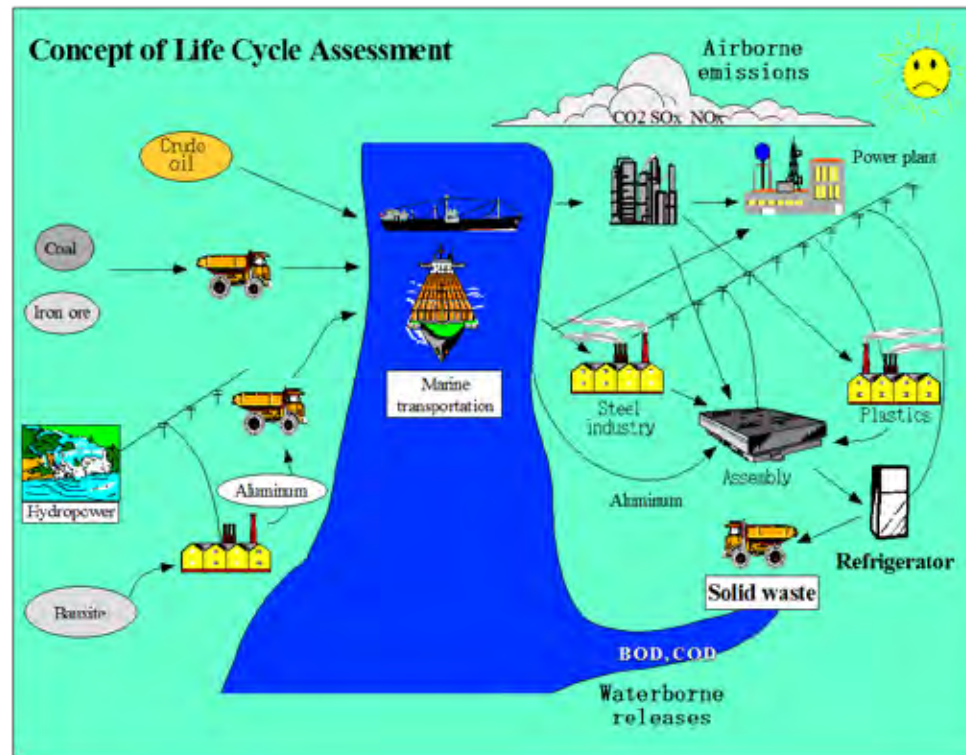 Concept of Life Cycle Assessment
Airborne
emissions
CO2 SOx NOx
Crude
oil
Power plant
Coal
Iron ore
Marine
transportation
Steel
industry
Plastics
Assembly
Aluminum
Aluminum
Hydropower
Refrigerator
Solid waste
Bauxite
BOD, COD
Waterborne
releases